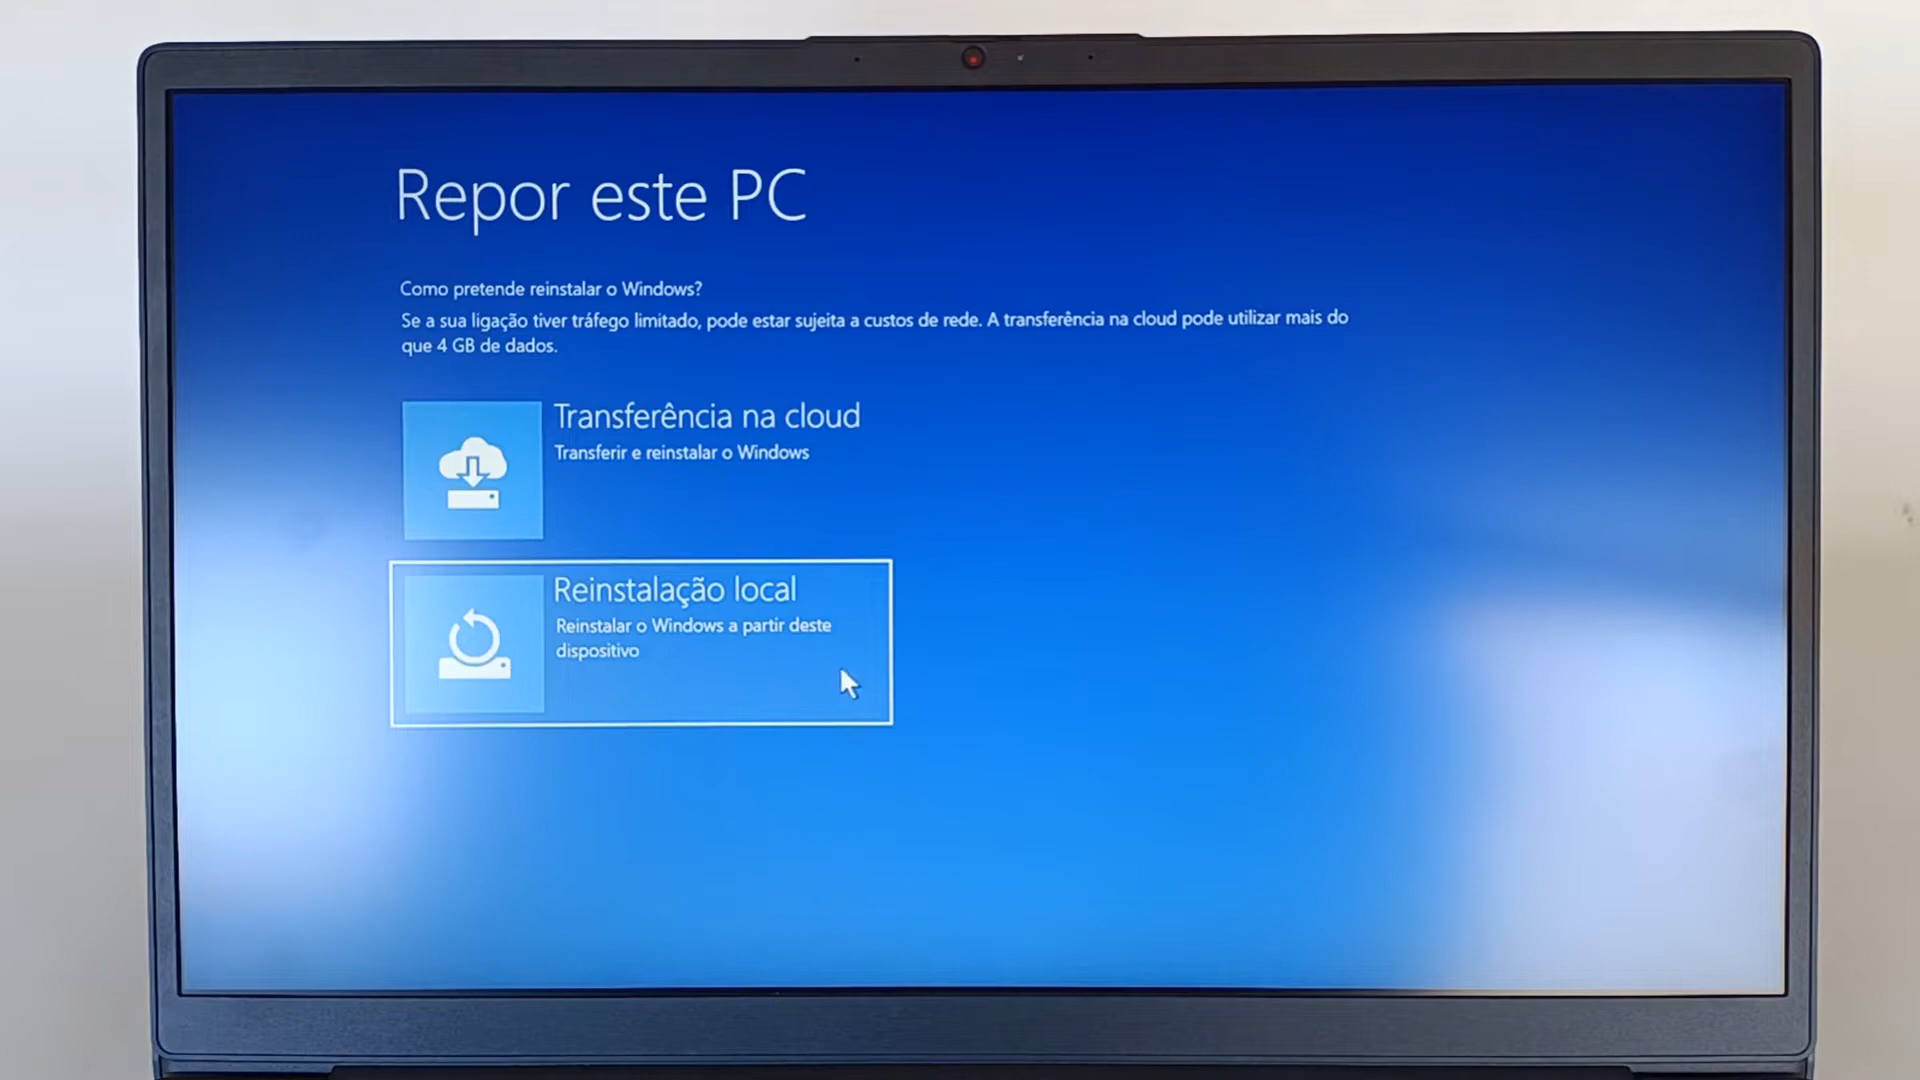 Repor este PC
Como pretende reinstalar o Windows?
Se a sua ligação tiver tráfego limitado, pode estar sujeita a custos de rede. A transferência na cloud pode utilizar mais do
que 4 GB de dados.
Transferência na cloud
Transferir e reinstalar o Windows
Reinstalação local
Reinstalar o Windows a partir deste
dispositivo